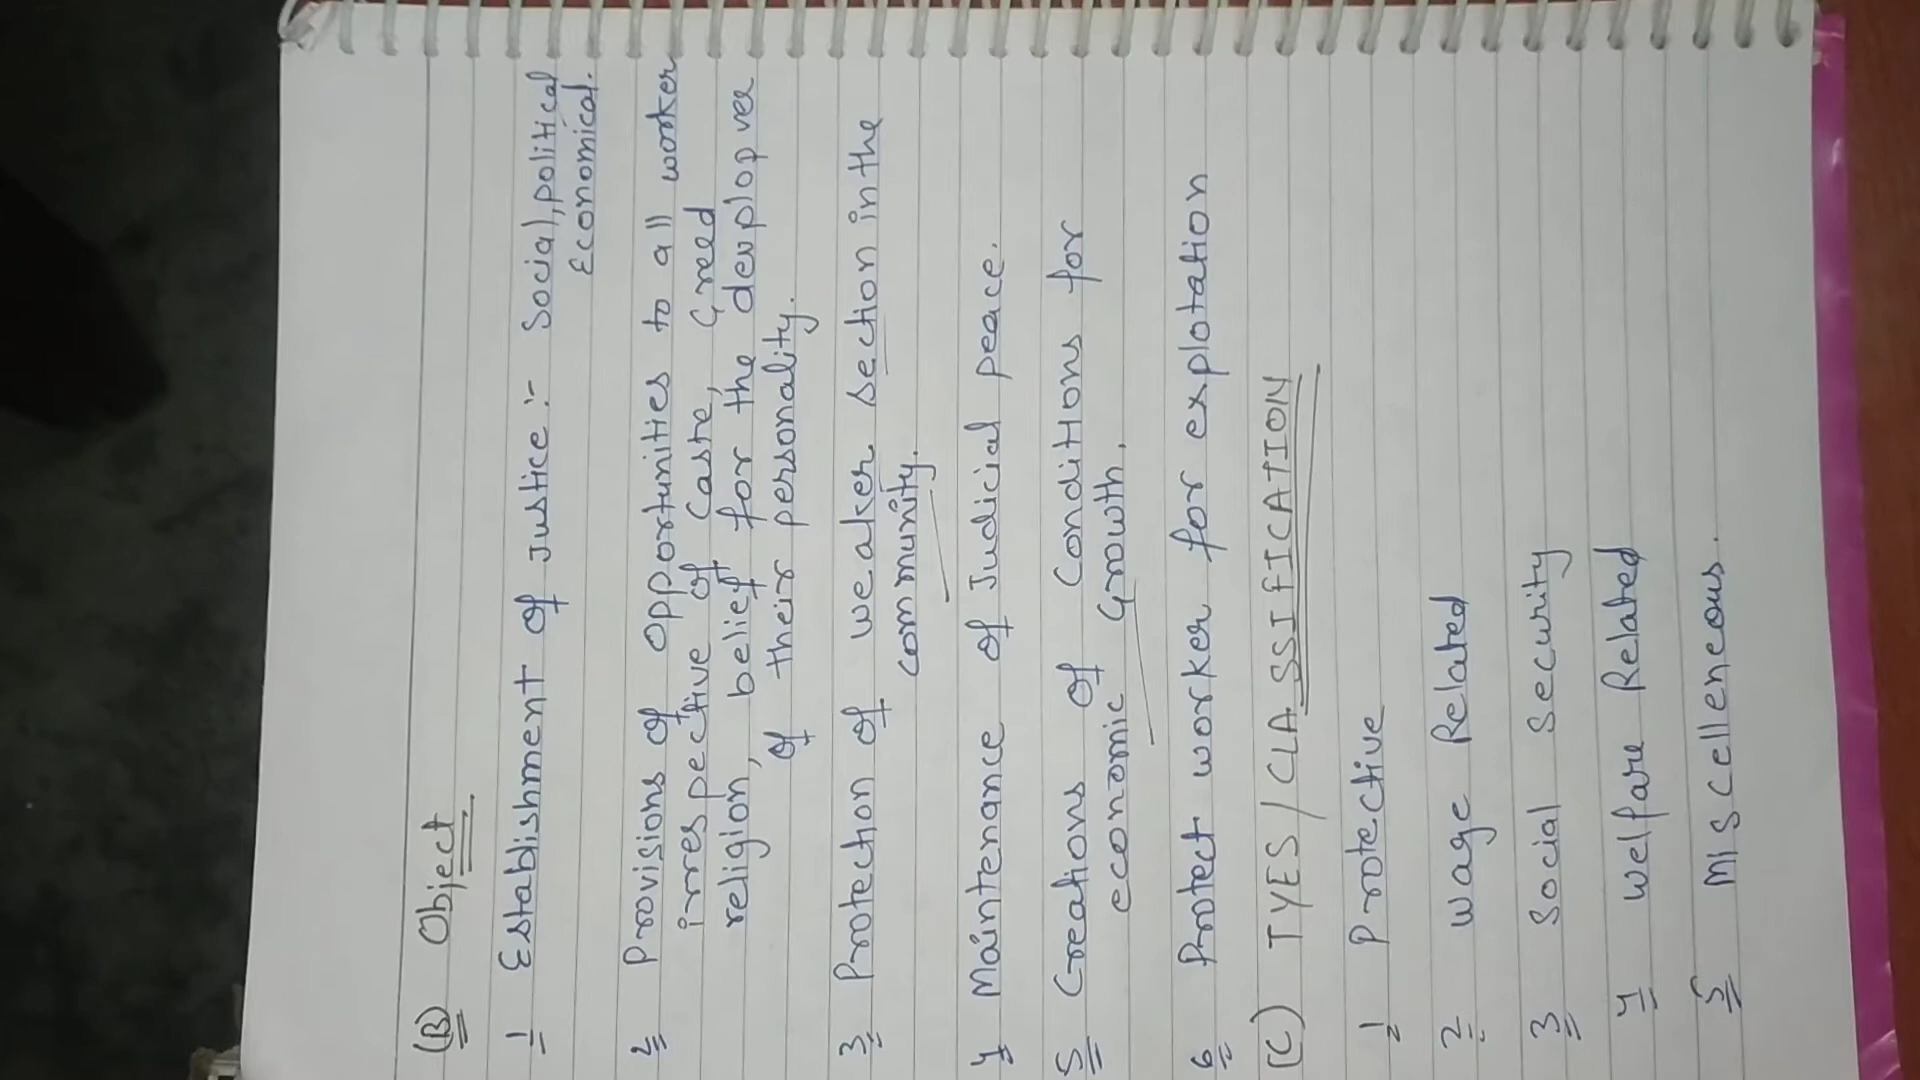 (B) Object
1 Establishment of Justice :- Social, political
Economical.
2 Provisions of opportunities to all worker
irrespective of Caste, Creed
religion, belief for the devplop vee
of their personality.
3 Protection of weaker section in the
community.
4 Maintenance of Judicial peace.
5 Creations of Conditions for
economic Growth.
6 Protect worker for explotation
(C) TYES / CLASSIFICATION
1 Protective
2 Wage Related
3 Social Security
4 Welfare Related
5 Miscelleneous.